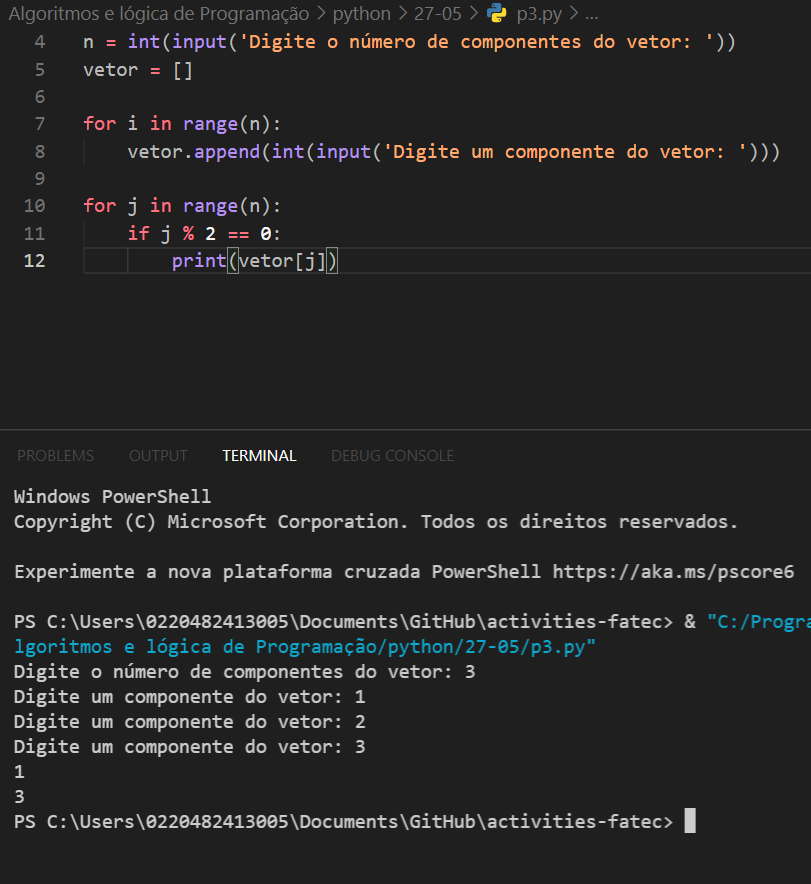 Algoritmos e lógica de Programação > python > 27-05 > p3.py > ...
4 n = int(input('Digite o número de componentes do vetor: '))
5 vetor = []
6
7 for i in range(n):
8 vetor.append(int(input('Digite um componente do vetor: ')))
9
10 for j in range(n):
11 if j % 2 == 0:
12 print(vetor[j])
PROBLEMS OUTPUT TERMINAL DEBUG CONSOLE
Windows PowerShell
Copyright (C) Microsoft Corporation. Todos os direitos reservados.
Experimente a nova plataforma cruzada PowerShell https://aka.ms/pscore6
PS C:\Users\0220482413005\Documents\GitHub\activities-fatec> & "C:/Progra
lgoritmos e lógica de Programação/python/27-05/p3.py"
Digite o número de componentes do vetor: 3
Digite um componente do vetor: 1
Digite um componente do vetor: 2
Digite um componente do vetor: 3
1
3
PS C:\Users\0220482413005\Documents\GitHub\activities-fatec>